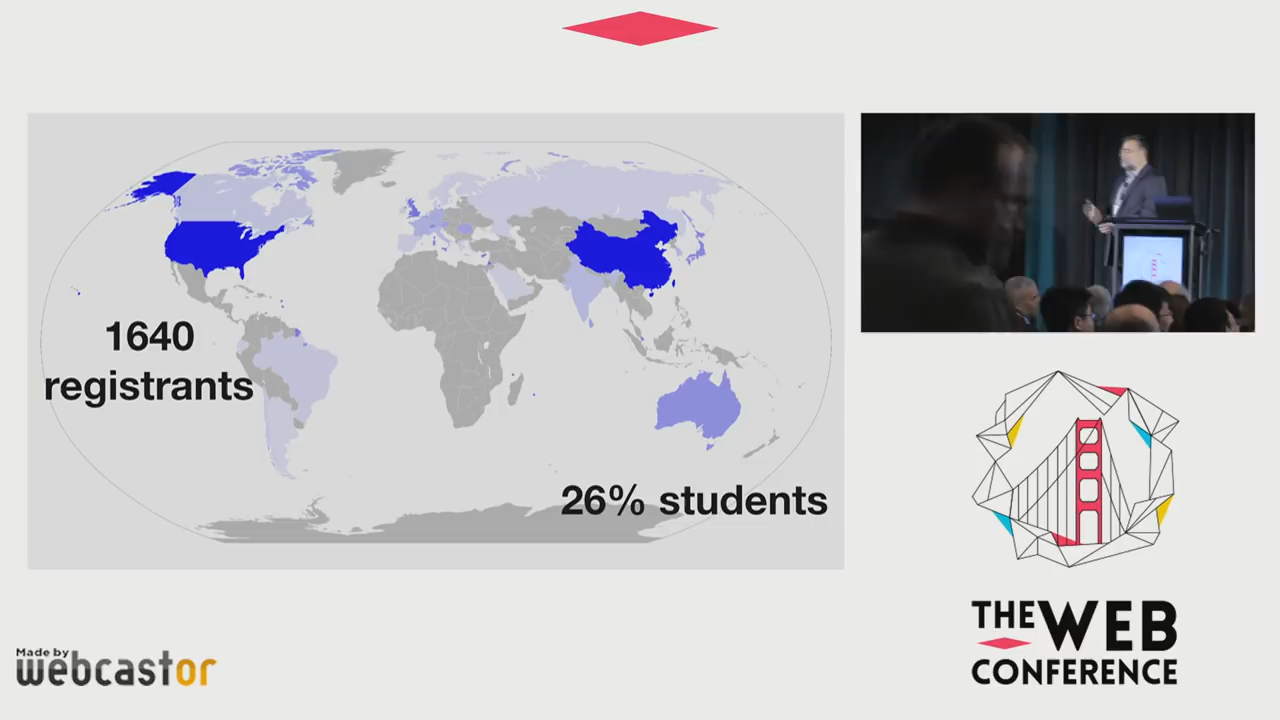 1640
registrants
26% students
THE WEB
CONFERENCE
Made by
webcastor